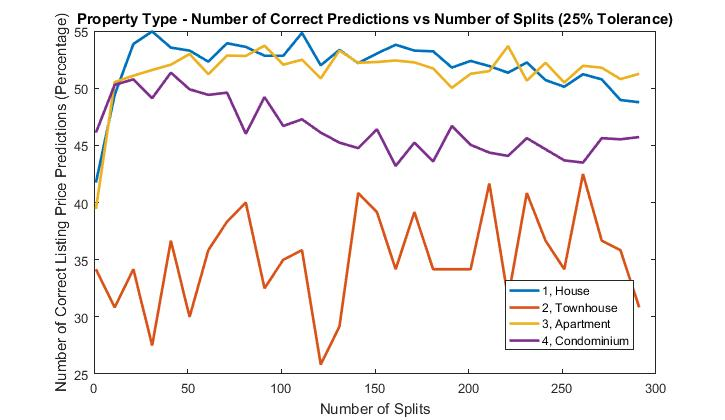 Property Type - Number of Correct Predictions vs Number of Splits (25% Tolerance)
Number of Correct Listing Price Predictions (Percentage)
55
50
45
40
35
30
25
0
50
100
150
200
250
300
Number of Splits
1, House
2, Townhouse
3, Apartment
4, Condominium